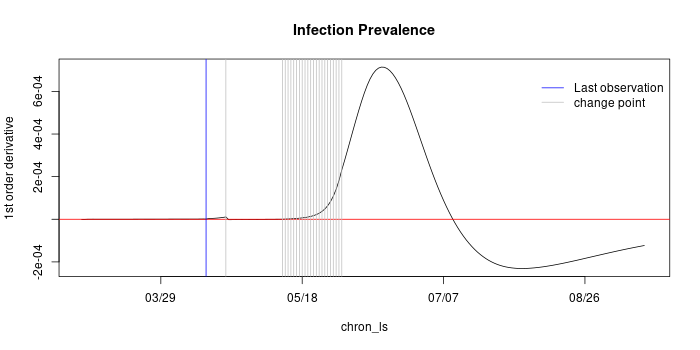 Infection Prevalence
1st order derivative
6e-04
4e-04
2e-04
-2e-04
Last observation
change point
03/29
05/18
07/07
08/26
chron_ls